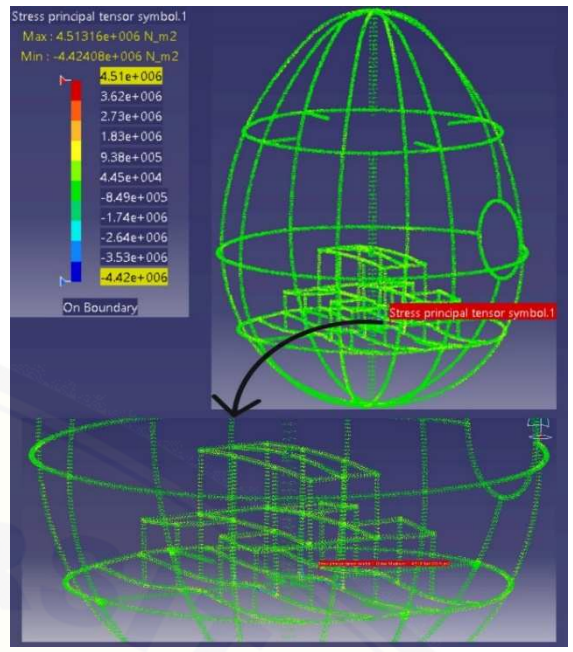 Stress principal tensor symbol.1
Max: 4.51316e+006 N_m2
Min : -4.42408e+006 N_m2
4.51e+006
3.62e+006
2.73e+006
1.83e+006
9.38e+005
4.45e+004
-8.49e+005
-1.74e+006
-2.64e+006
-3.53e+006
-4.42e+006
On Boundary
Stress principal tensor symbol.1